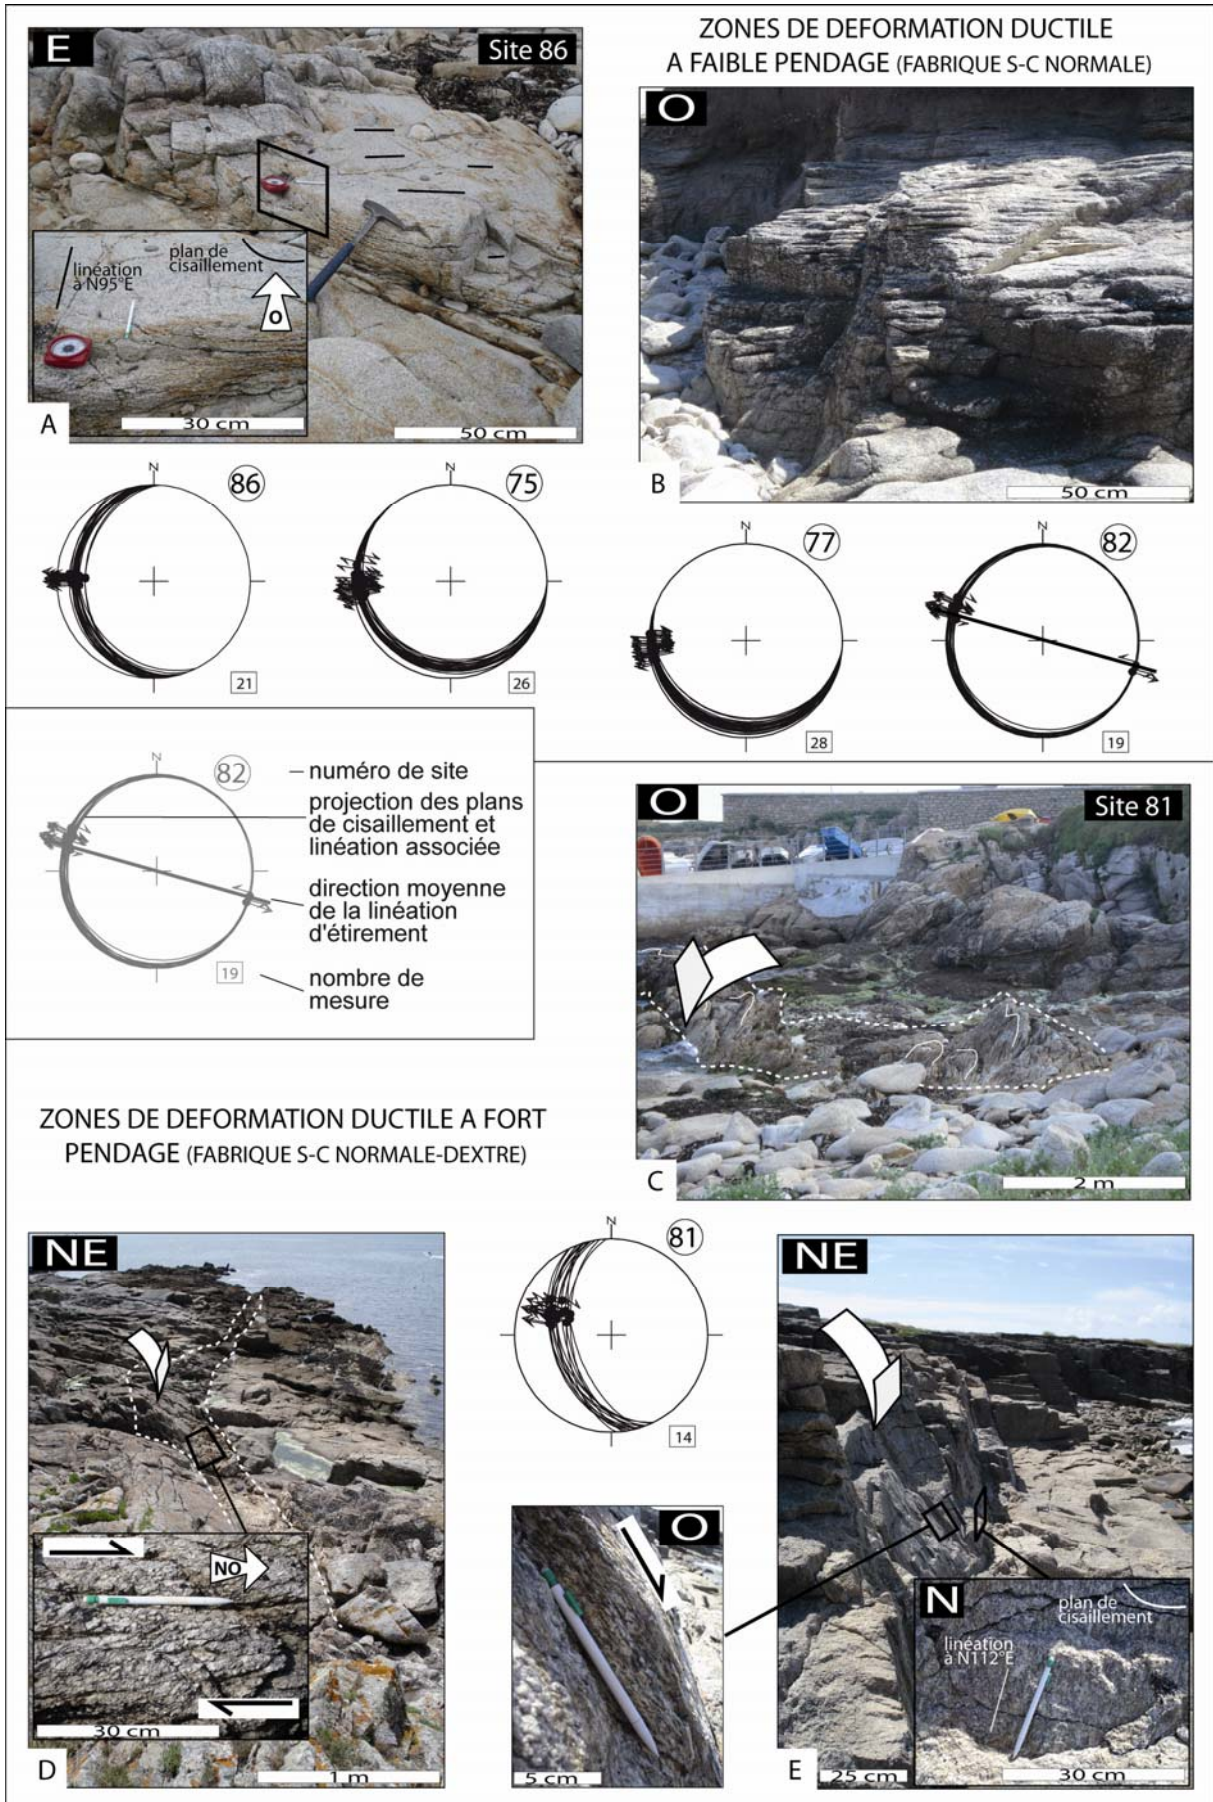 ZONES DE DEFORMATION DUCTILE
A FAIBLE PENDAGE (FABRIQUE S-C NORMALE)
E
Site 86
linéation
à N95°E
plan de
cisaillement
O
30 cm
50 cm
A
O
B
50 cm
N
86
21
N
75
26
N
77
28
N
82
19
N
82
19
numéro de site
projection des plans
de cisaillement et
linéation associée
direction moyenne
de la linéation
d'étirement
nombre de
mesure
O
Site 81
C
2 m
ZONES DE DEFORMATION DUCTILE A FORT
PENDAGE (FABRIQUE S-C NORMALE-DEXTRE)
NE
NO
30 cm
D
1 m
N
81
14
O
5 cm
NE
N
plan de
cisaillement
linéation
à N112°E
E
25 cm
30 cm